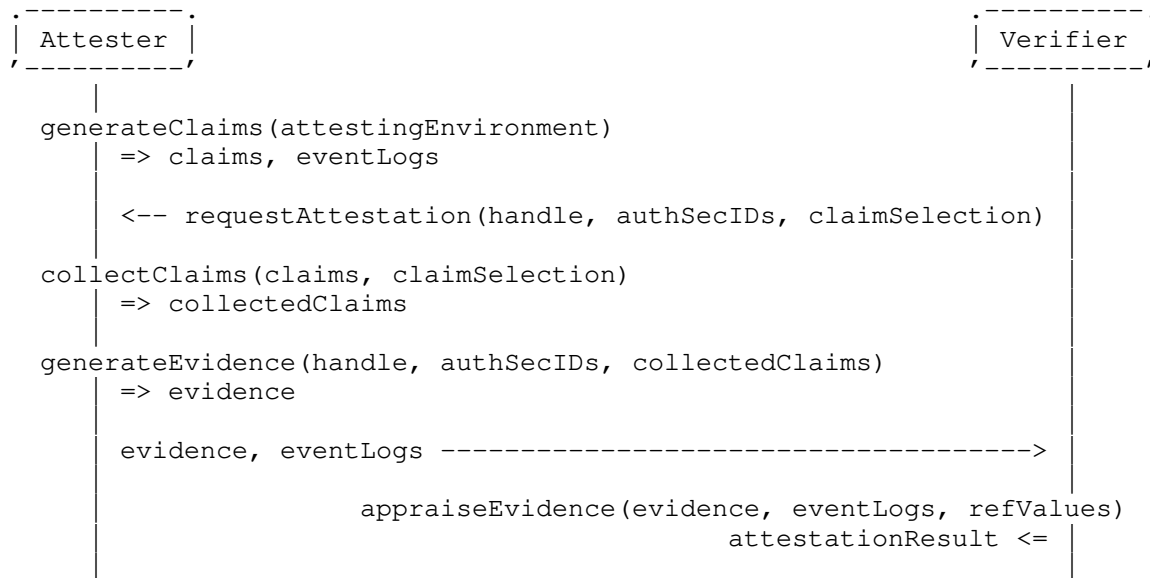 Attester Verifier
generateClaims(attestingEnvironment)
=> claims, eventLogs
<-- requestAttestation(handle, authSecIDs, claimSelection)
collectClaims(claims, claimSelection)
=> collectedClaims
generateEvidence(handle, authSecIDs, collectedClaims)
=> evidence
evidence, eventLogs ------------------------------------->
appraiseEvidence(evidence, eventLogs, refValues)
attestationResult <=